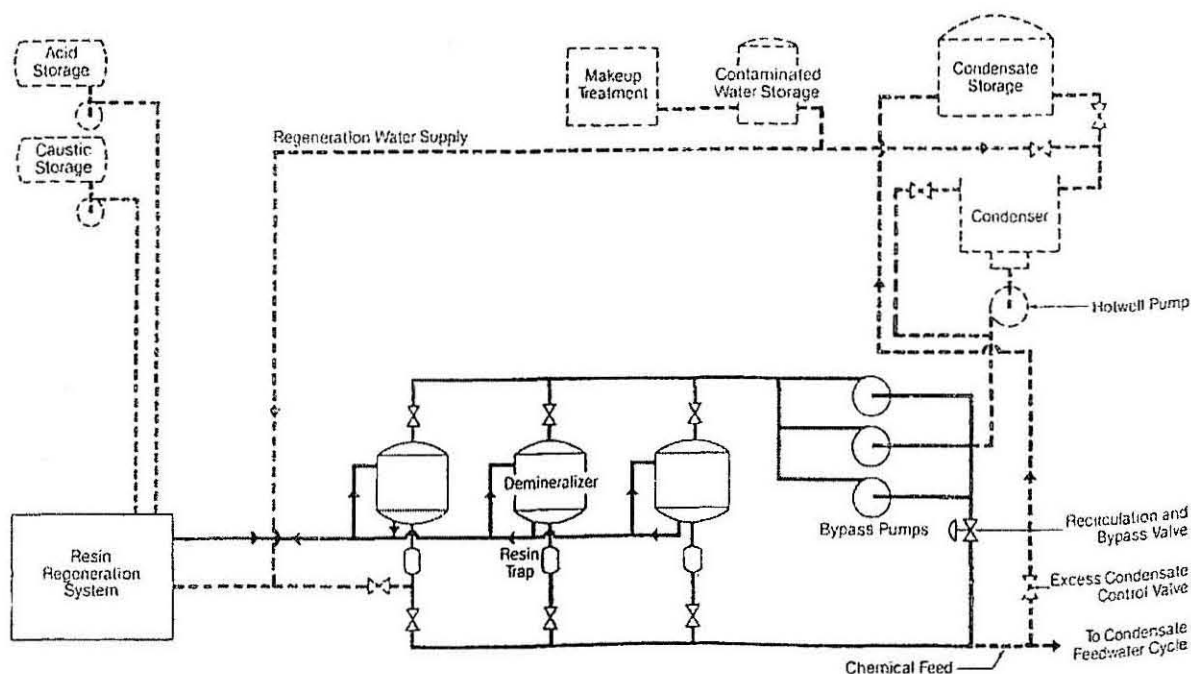 Acid
Storage
Caustic
Storage
Makeup
Treatment
Contaminated
Water Storage
Condensate
Storage
Regeneration Water Supply
Condenser
Hotwell Pump
Demineralizer
Bypass Pumps
Recirculation and
Bypass Valve
Resin
Trap
Resin
Regeneration
System
Excess Condensate
Control Valve
To Condensate
Feedwater Cycle
Chemical Feed